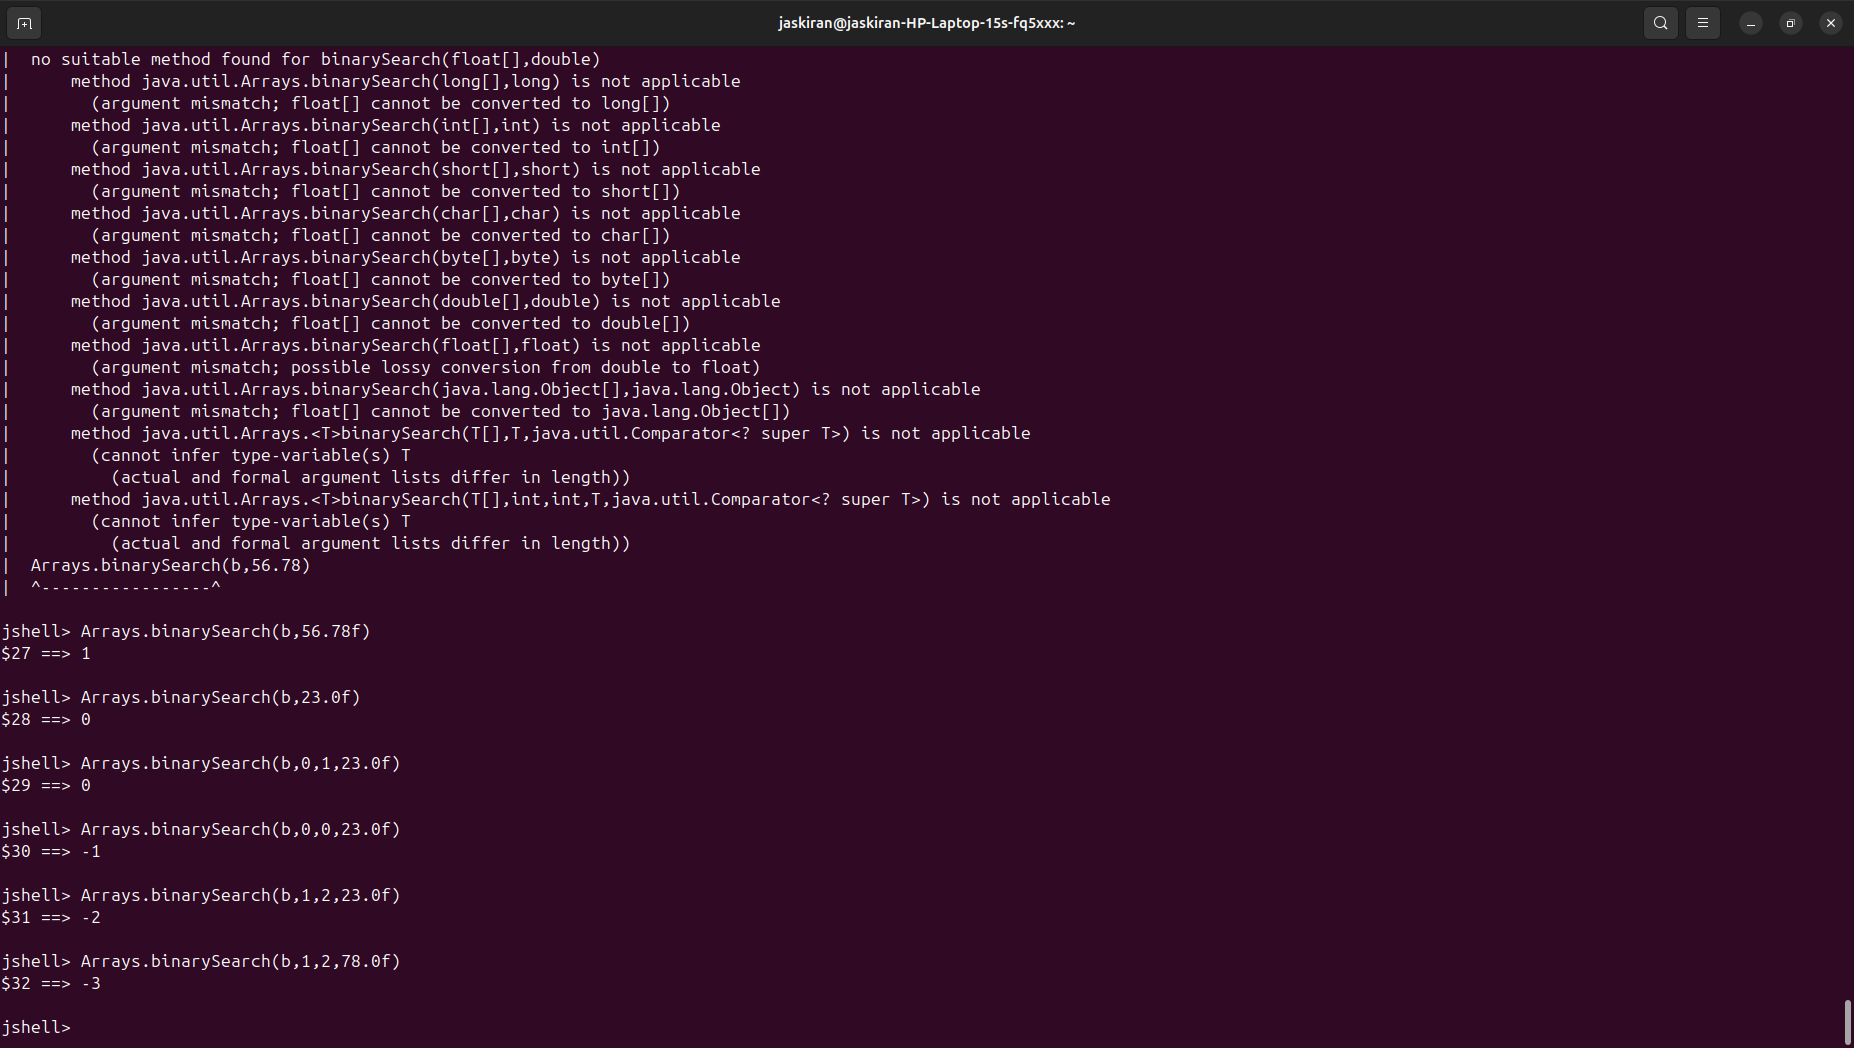 jaskiran@jaskiran-HP-Laptop-15s-fq5xxx: ~
|  no suitable method found for binarySearch(float[],double)
|      method java.util.Arrays.binarySearch(long[],long) is not applicable
|        (argument mismatch; float[] cannot be converted to long[])
|      method java.util.Arrays.binarySearch(int[],int) is not applicable
|        (argument mismatch; float[] cannot be converted to int[])
|      method java.util.Arrays.binarySearch(short[],short) is not applicable
|        (argument mismatch; float[] cannot be converted to short[])
|      method java.util.Arrays.binarySearch(char[],char) is not applicable
|        (argument mismatch; float[] cannot be converted to char[])
|      method java.util.Arrays.binarySearch(byte[],byte) is not applicable
|        (argument mismatch; float[] cannot be converted to byte[])
|      method java.util.Arrays.binarySearch(double[],double) is not applicable
|        (argument mismatch; float[] cannot be converted to double[])
|      method java.util.Arrays.binarySearch(float[],float) is not applicable
|        (argument mismatch; possible lossy conversion from double to float)
|      method java.util.Arrays.binarySearch(java.lang.Object[],java.lang.Object) is not applicable
|        (argument mismatch; float[] cannot be converted to java.lang.Object[])
|      method java.util.Arrays.<T>binarySearch(T[],T,java.util.Comparator<? super T>) is not applicable
|        (cannot infer type-variable(s) T
|          (actual and formal argument lists differ in length))
|      method java.util.Arrays.<T>binarySearch(T[],int,int,T,java.util.Comparator<? super T>) is not applicable
|        (cannot infer type-variable(s) T
|          (actual and formal argument lists differ in length))
|  Arrays.binarySearch(b,56.78)
|  ^-----------------^
jshell> Arrays.binarySearch(b,56.78f)
$27 ==> 1
jshell> Arrays.binarySearch(b,23.0f)
$28 ==> 0
jshell> Arrays.binarySearch(b,0,1,23.0f)
$29 ==> 0
jshell> Arrays.binarySearch(b,0,0,23.0f)
$30 ==> -1
jshell> Arrays.binarySearch(b,1,2,23.0f)
$31 ==> -2
jshell> Arrays.binarySearch(b,1,2,78.0f)
$32 ==> -3
jshell>